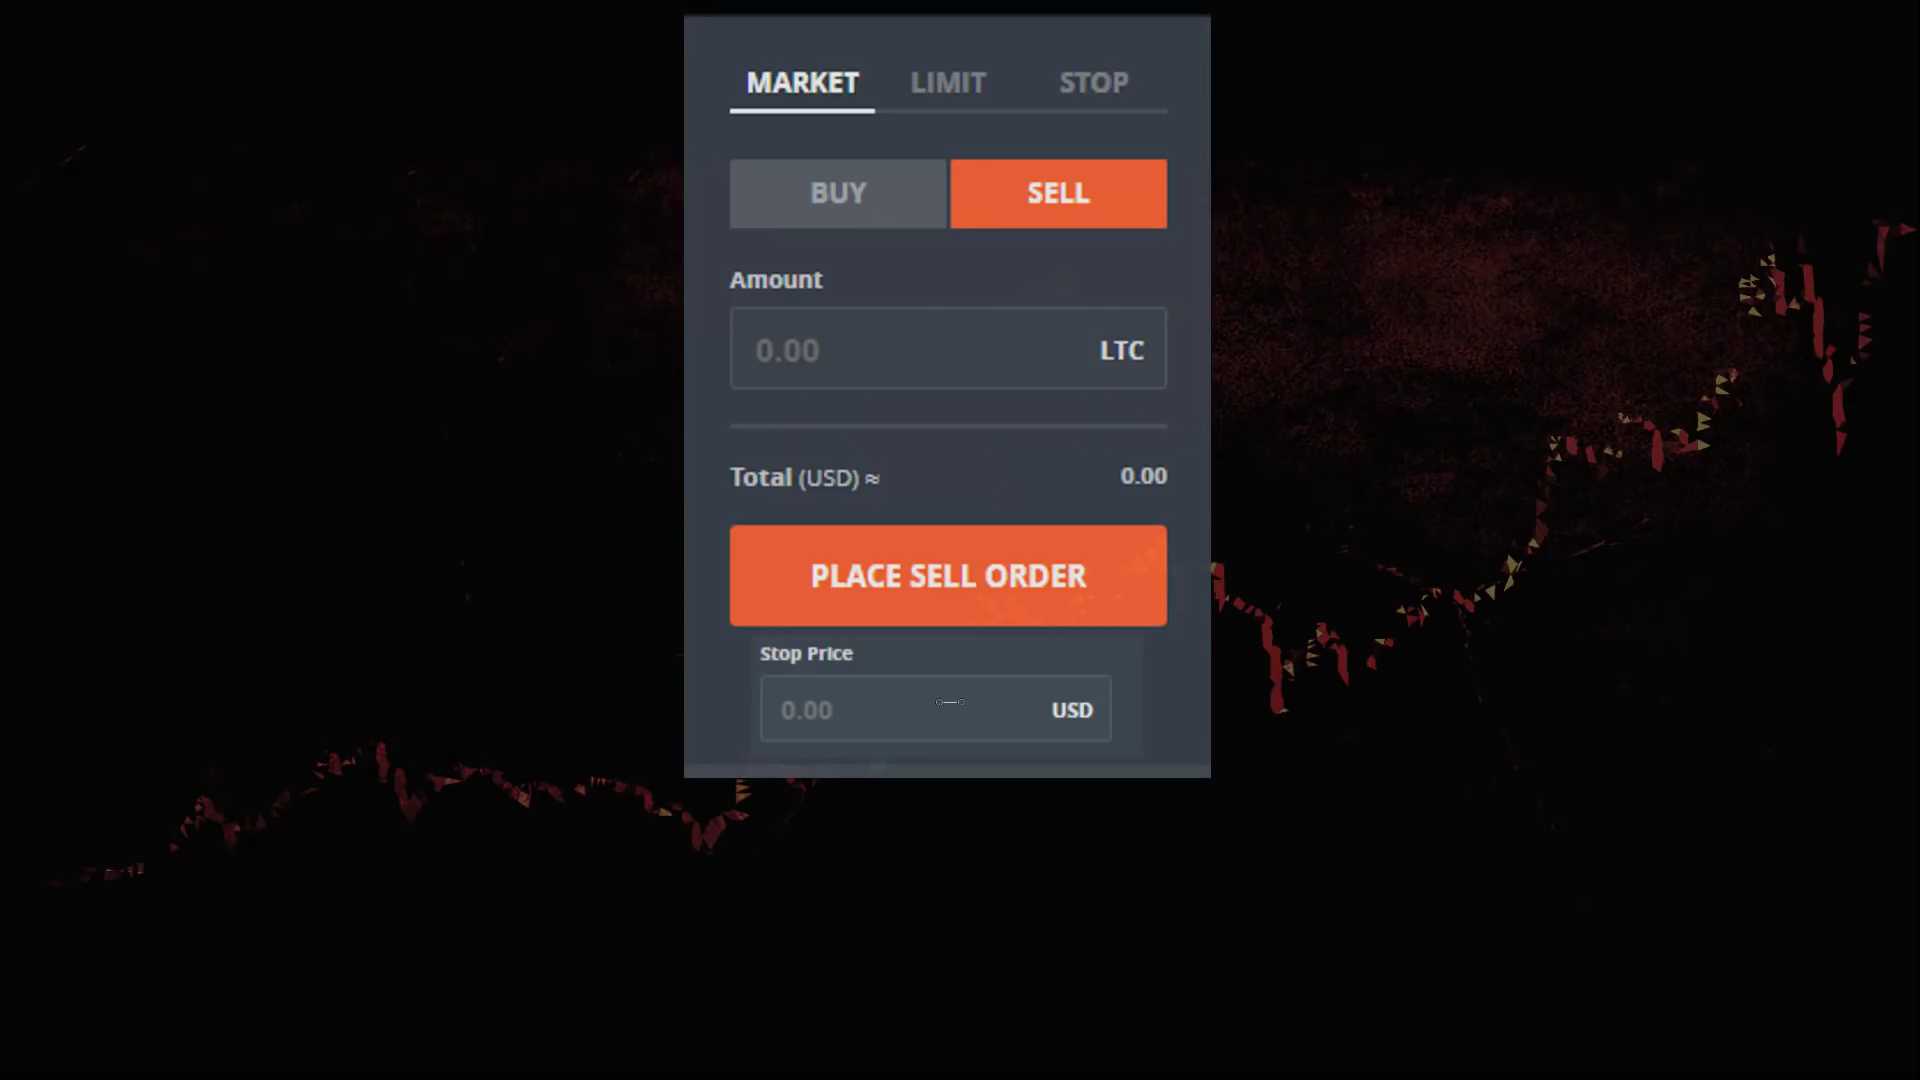 MARKET LIMIT STOP
BUY SELL
Amount
0.00 LTC
Total (USD) ≈ 0.00
PLACE SELL ORDER
Stop Price
0.00 USD